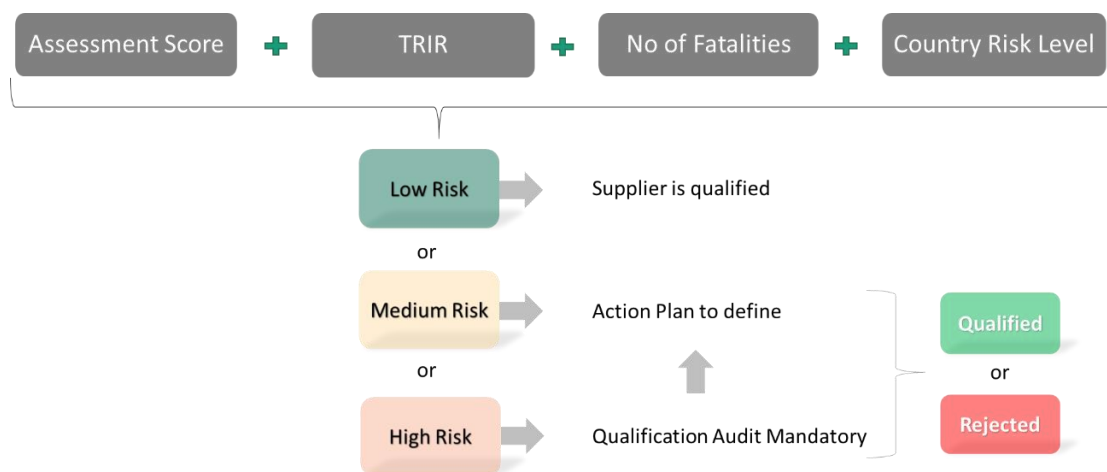 Assessment Score
TRIR
No of Fatalities
Country Risk Level
Low Risk
Supplier is qualified
or
Medium Risk
Action Plan to define
Qualified
or
or
High Risk
Qualification Audit Mandatory
Rejected